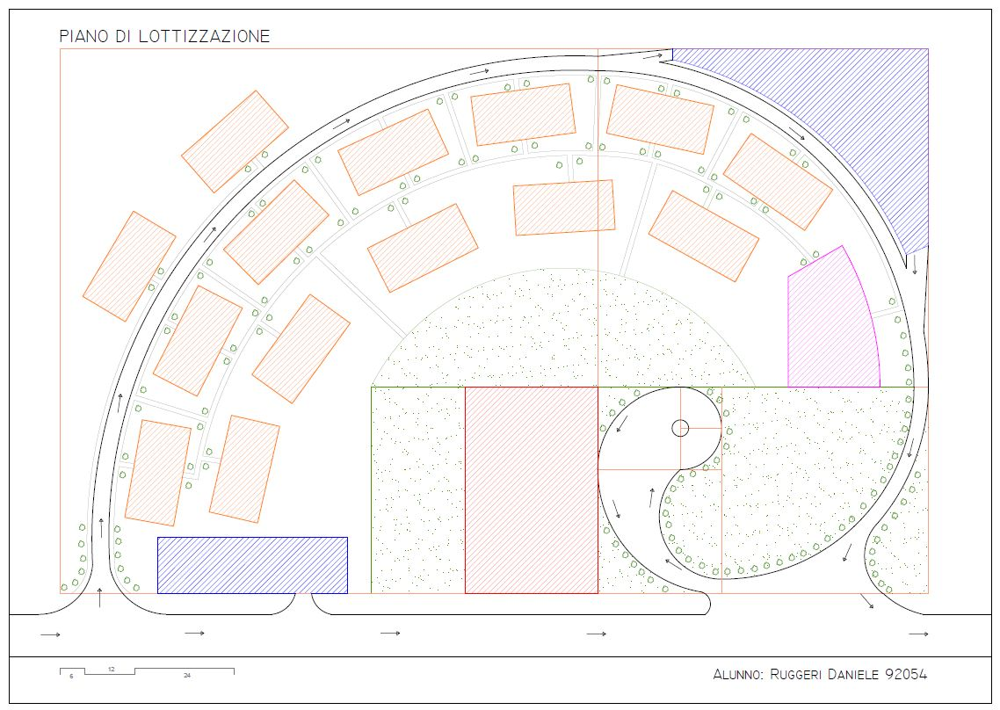 PIANO DI LOTTIZZAZIONE
6 12 24
ALUNNO: RUGGERI DANIELE 92054